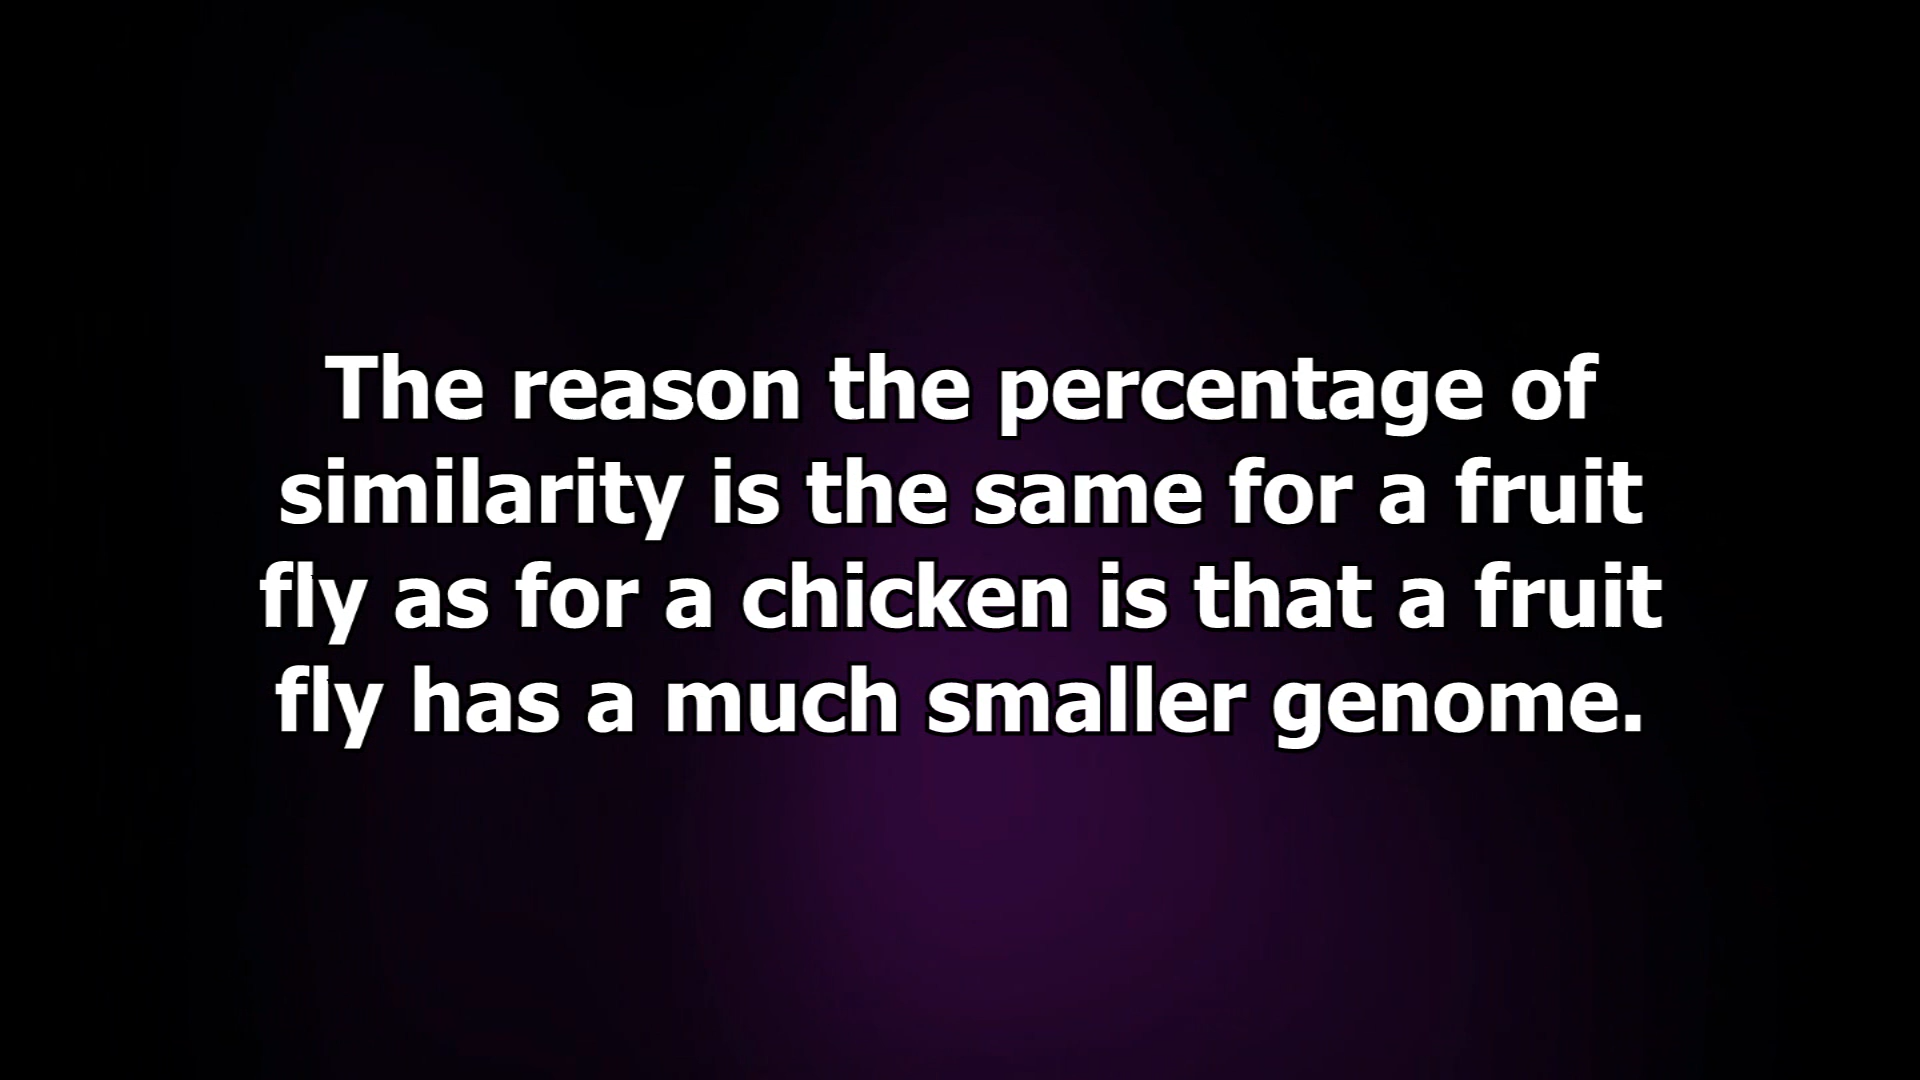 The reason the percentage of
similarity is the same for a fruit
fly as for a chicken is that a fruit
fly has a much smaller genome.